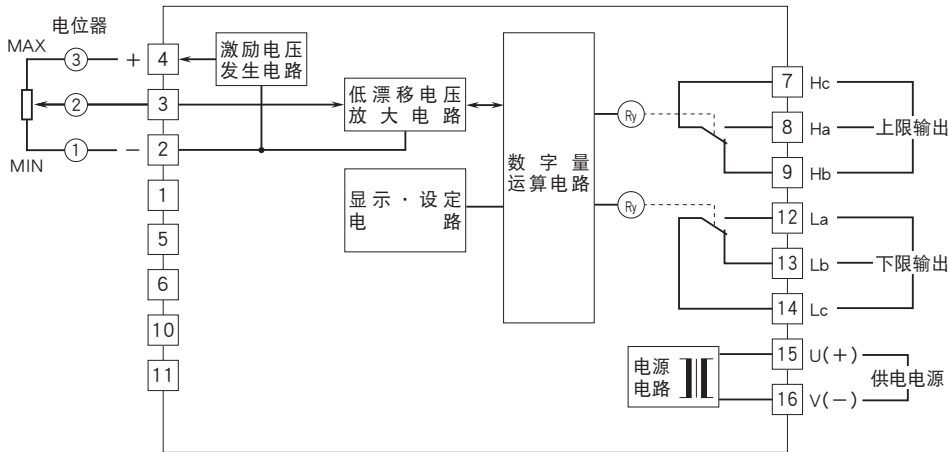 电位器
MAX
③ + 4
激励电压
发生电路
② 3
低漂移电压
放大电路
① - 2
MIN
1
5
6
10
11
显示·设定
电路
数字量
运算电路
Ry
Ry
7 Hc
8 Ha 上限输出
9 Hb
12 La
13 Lb 下限输出
14 Lc
电源
电路
15 U(+)
供电电源
16 V(-)